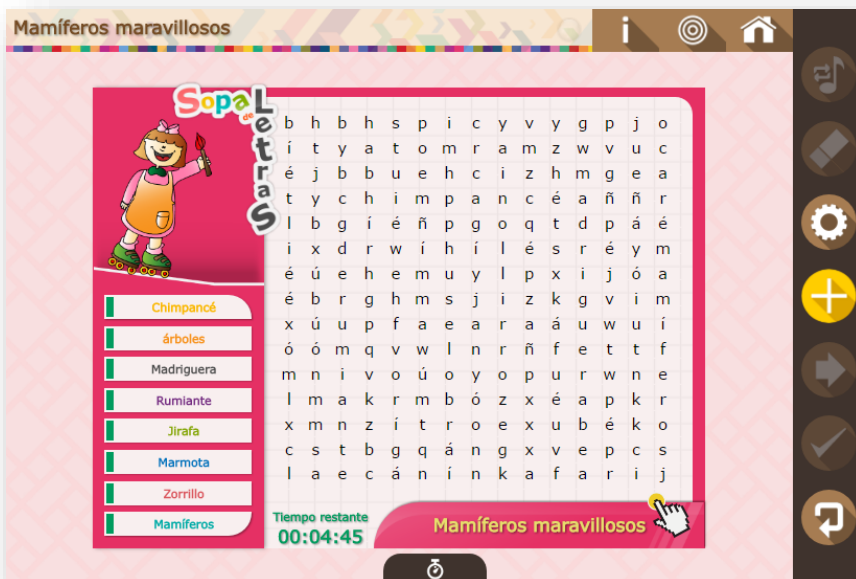 Mamíferos maravillosos
Sopa de Letras
b h b h s p i c y v y g p j o
í t y a t o m r a m z w v u c
é j b b u e h c i z h m g e a
t y c h i m p a n c é a ñ ñ r
l b g í é ñ p g o q t d p á é
i x d r w í h í l é s r é y m
é ú e h e m u y l p x i j ó a
é b r g h m s j i z k g v i m
x ú u p f a e a r a á u w u í
ó ó m q v w l n r ñ f e t t f
m n i v o ú o y o p u r w n e
l m a k r m b ó z x é a p k r
x m n z í t r o e x u b é k o
c s t b g q á n g x v e p c s
l a e c á n í n k a f a r i j
Chimpancé
árboles
Madriguera
Rumiante
Jirafa
Marmota
Zorrillo
Mamíferos
Tiempo restante
00:04:45
Mamíferos maravillosos